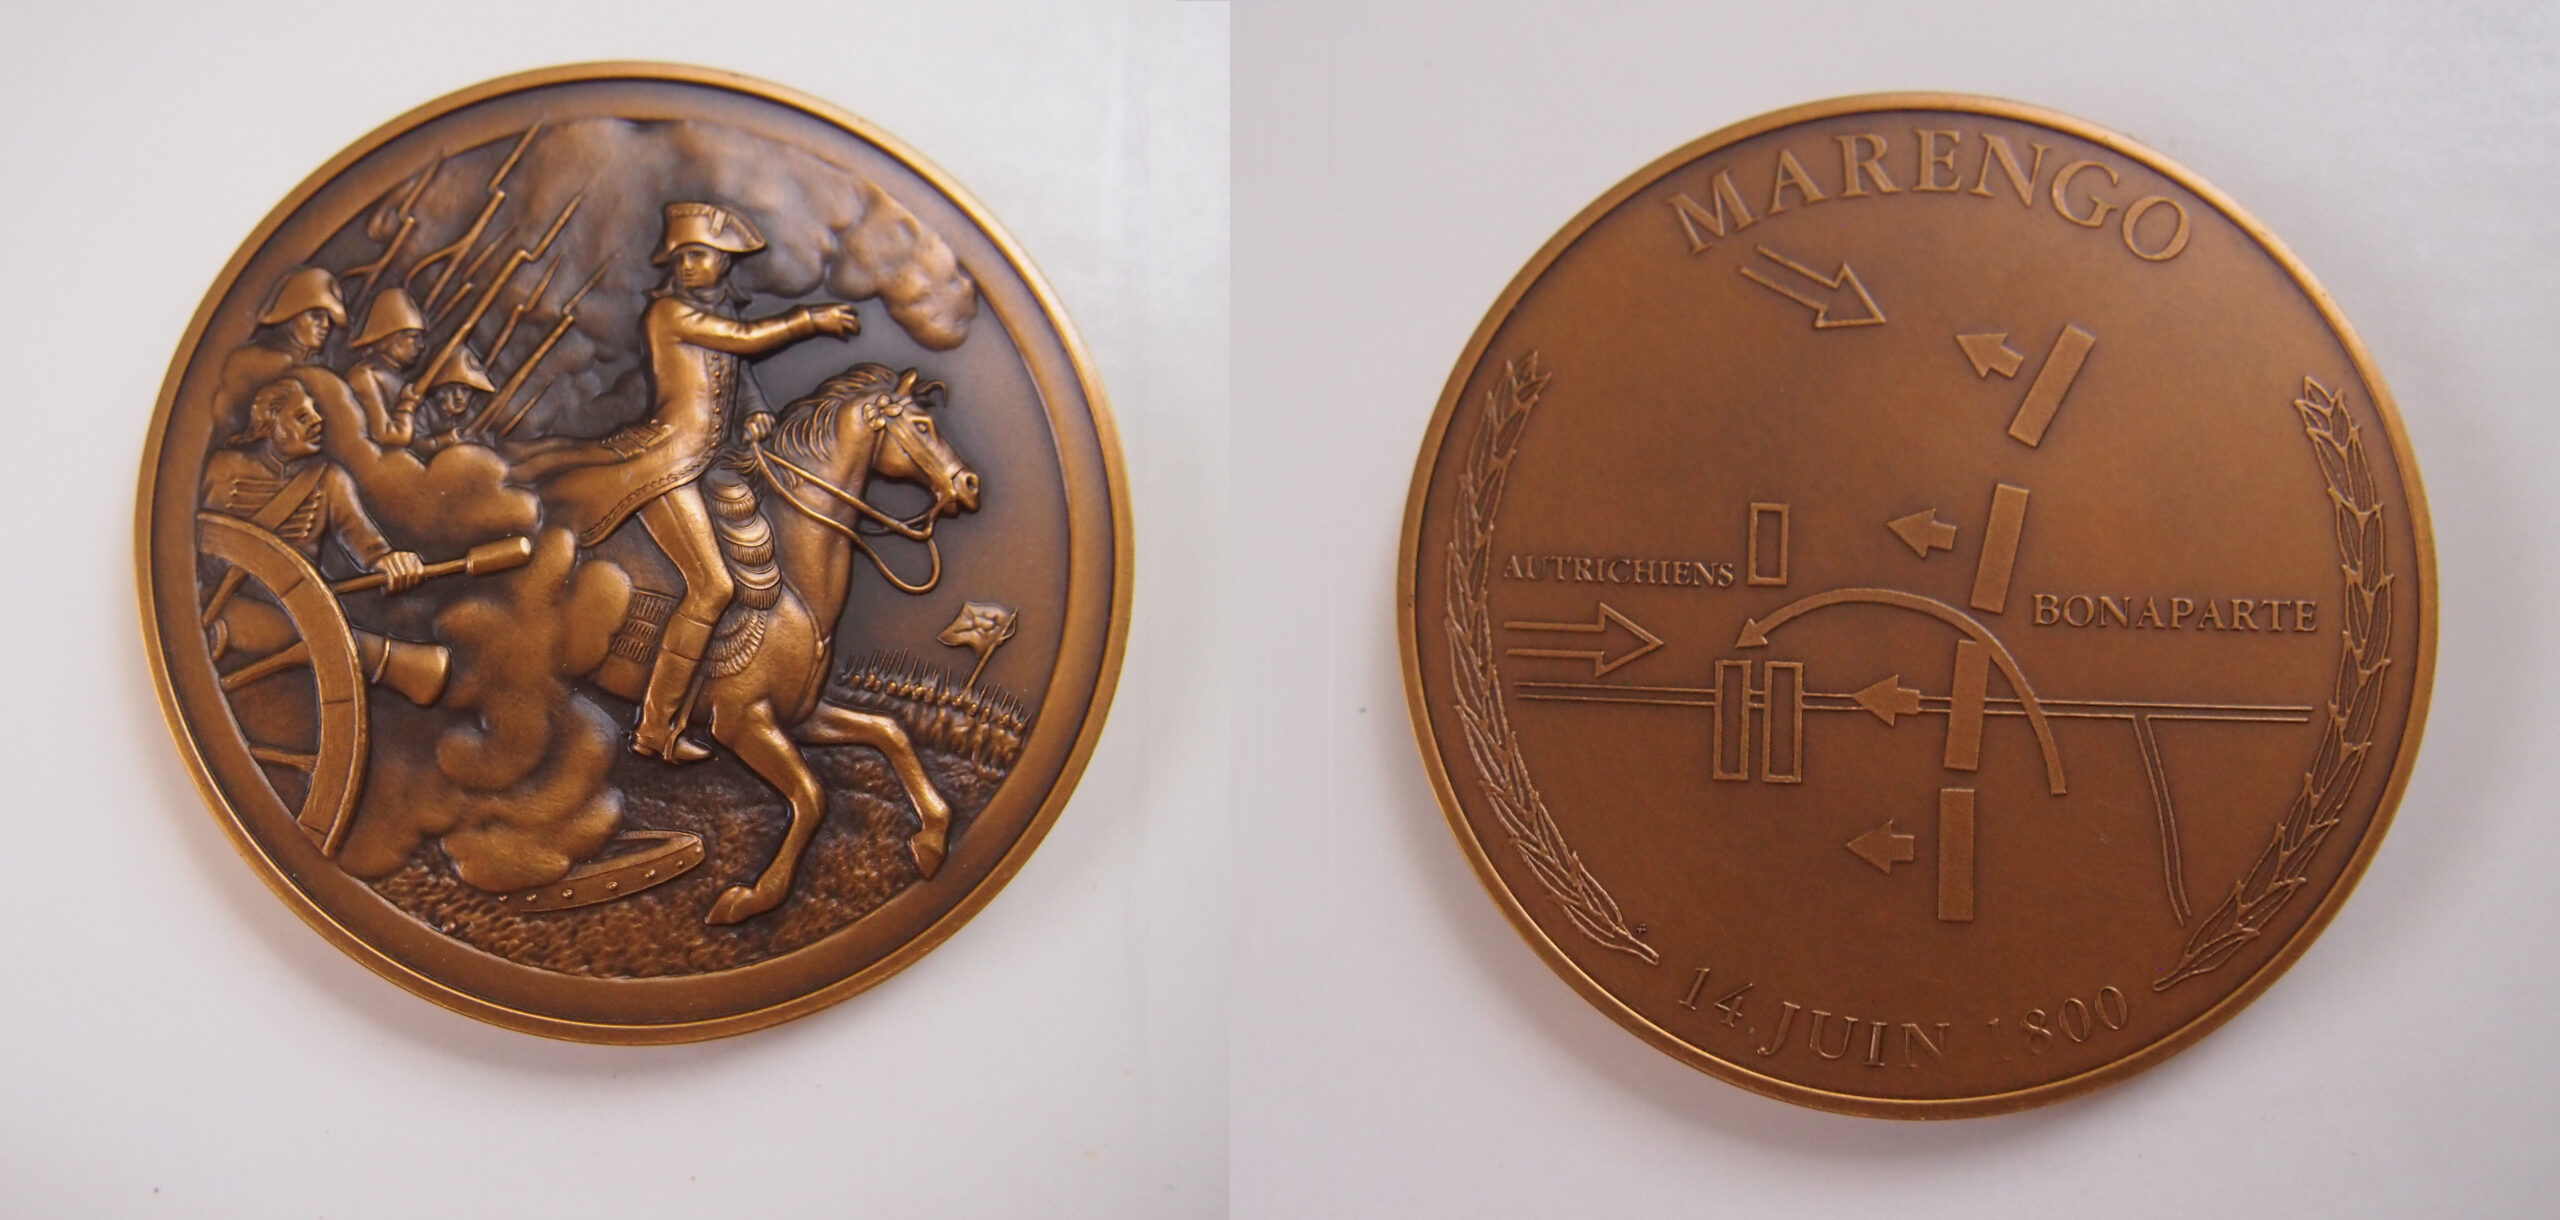 MARENGO
AUTRICHIENS
BONAPARTE
14 JUIN 1800